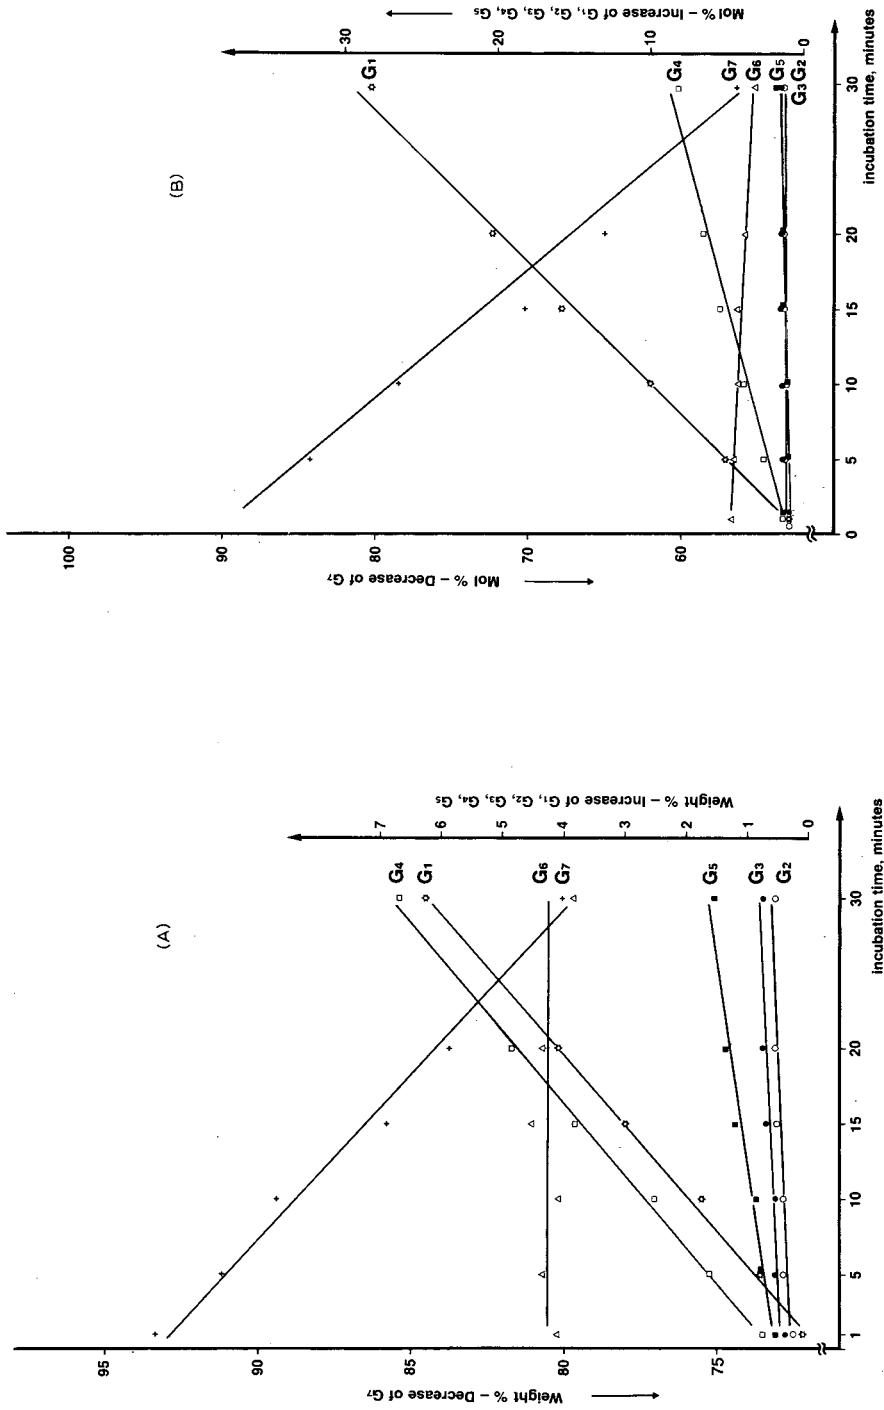 (A)
Weight % – Decrease of G₇
95
90
85
80
75
Weight % – Increase of G₁, G₂, G₃, G₄, G₅
7
6
5
4
3
2
1
0
G₄
G₁
G₆
G₇
G₅
G₃
G₂
1
5
10
15
20
30
incubation time, minutes
(B)
Mol % – Decrease of G₇
100
90
80
70
60
Mol % – Increase of G₁, G₂, G₃, G₄, G₅
30
20
10
0
G₁
G₄
G₇
G₆
G₅
G₃ G₂
0
5
10
15
20
30
incubation time, minutes